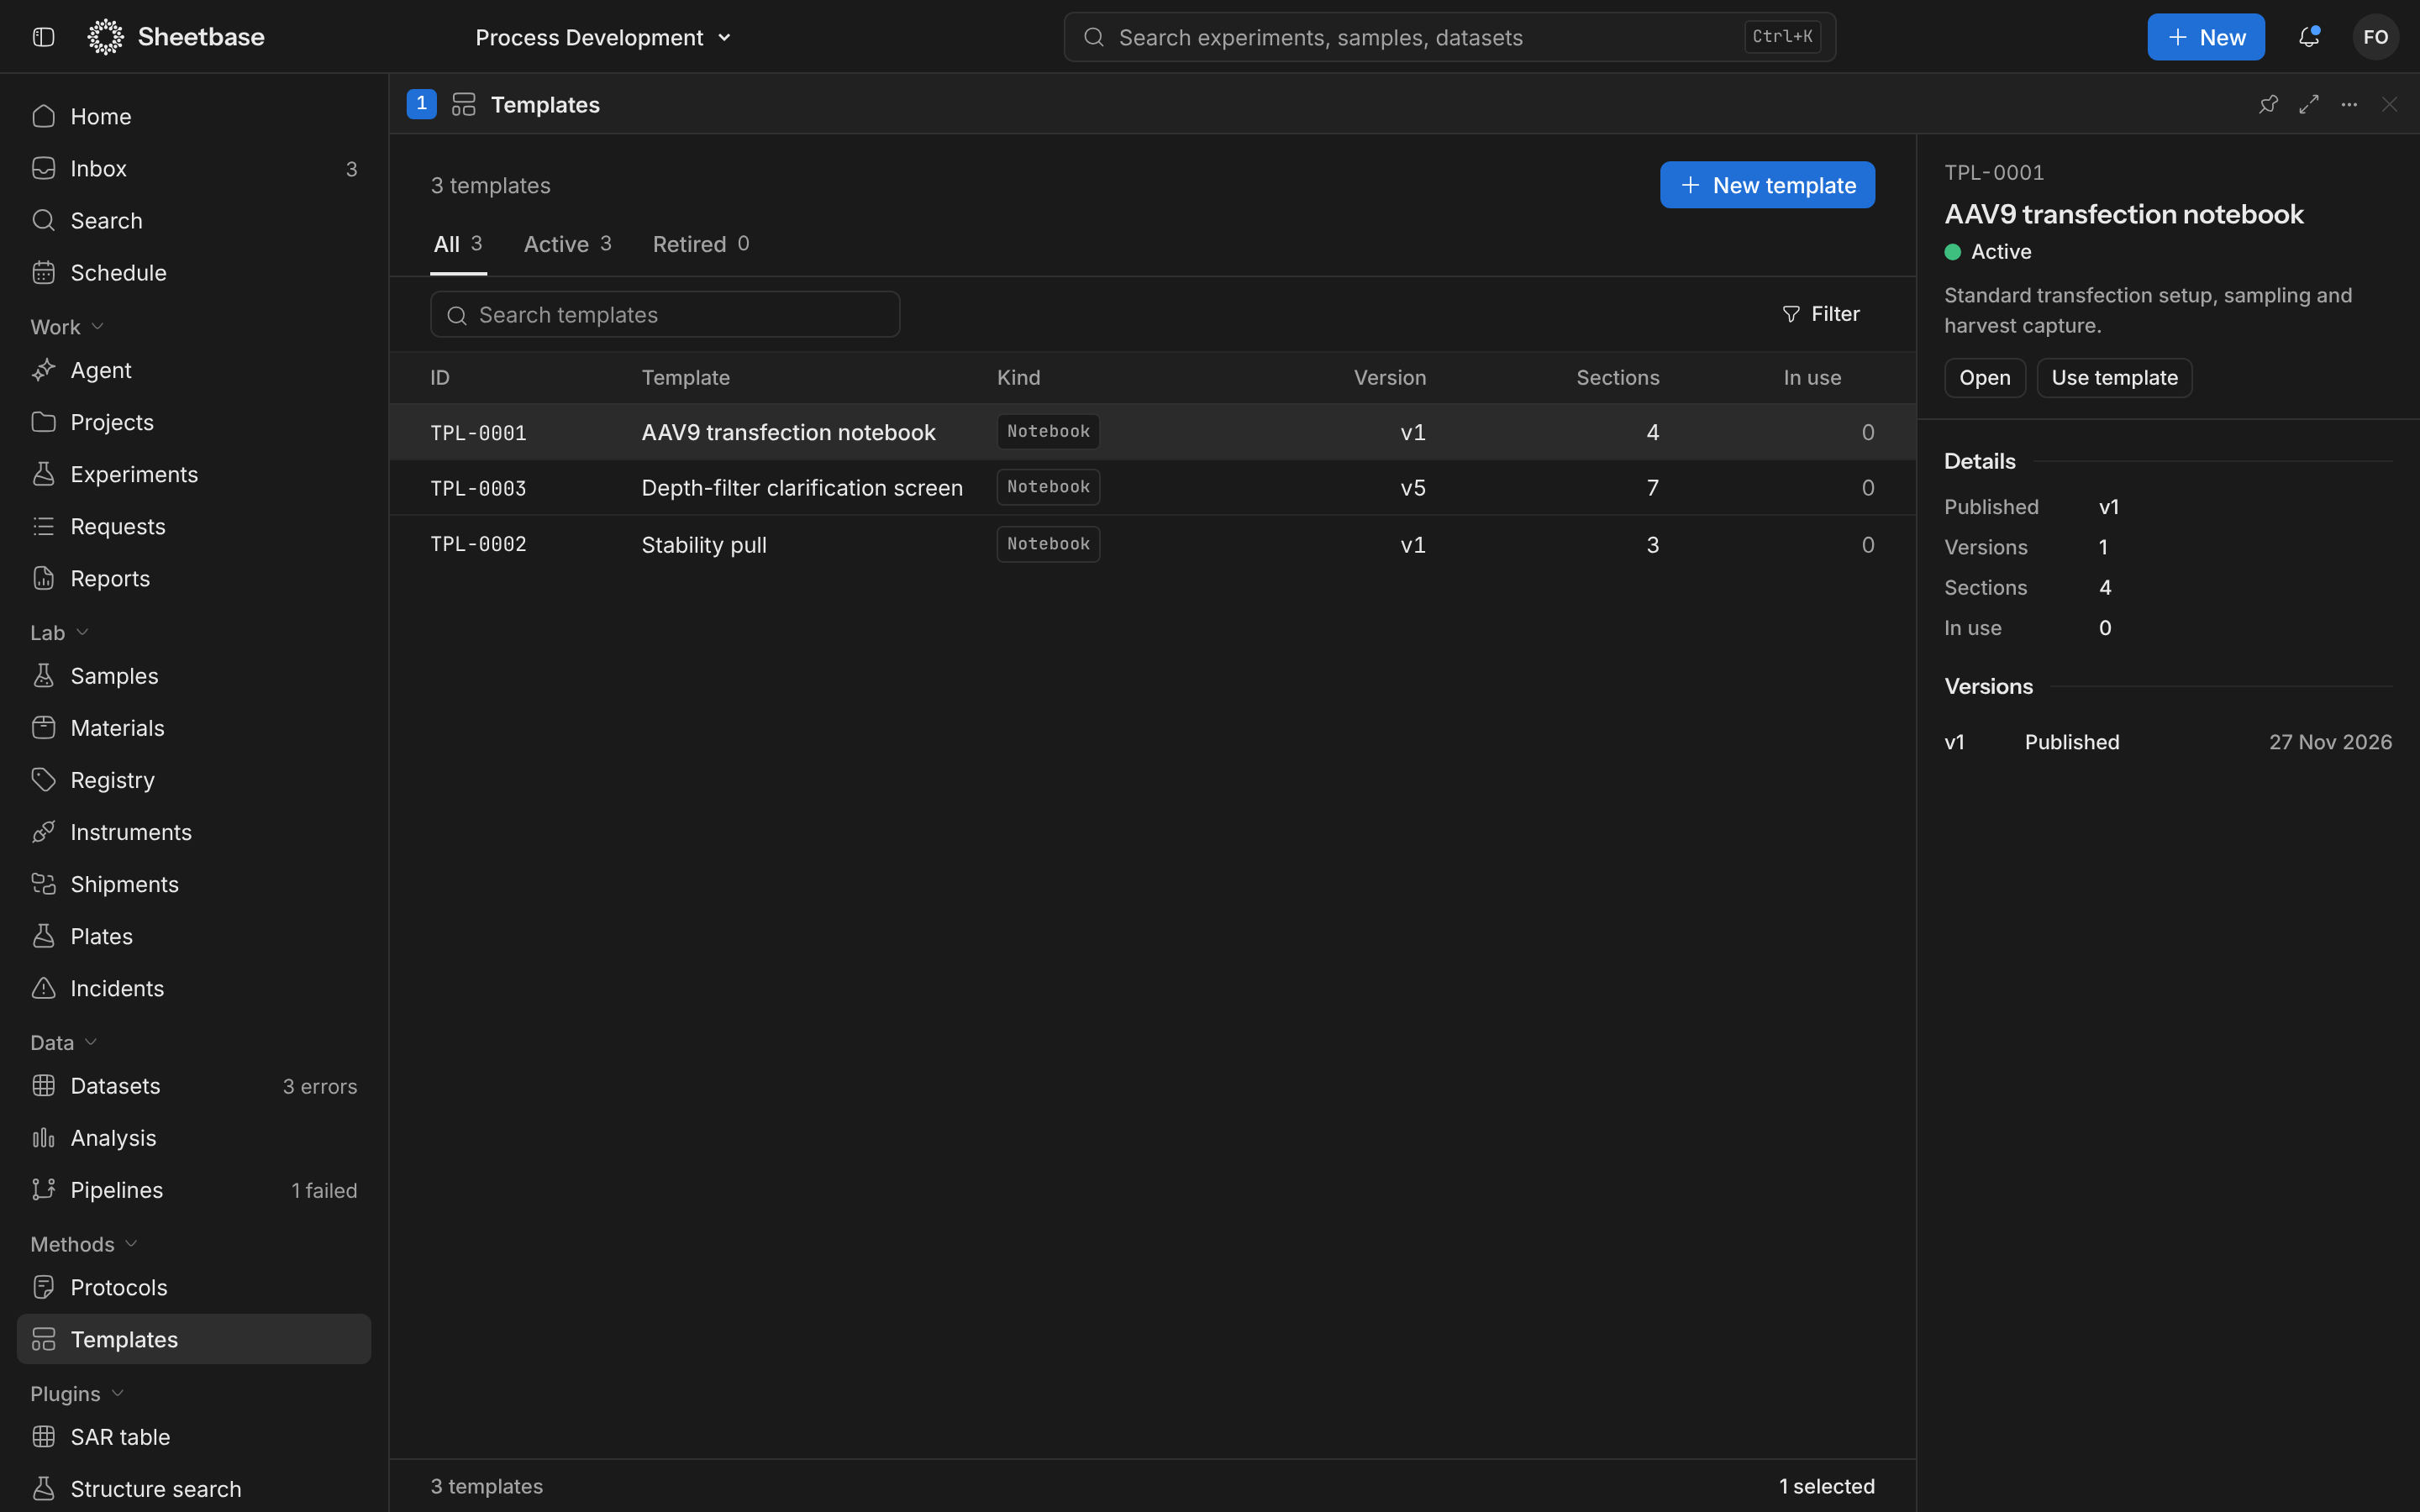 Sheetbase
Process Development
Search experiments, samples, datasets
Ctrl+K
New
FO
Home
Inbox 3
Search
Schedule
Work
Agent
Projects
Experiments
Requests
Reports
Lab
Samples
Materials
Registry
Instruments
Shipments
Plates
Incidents
Data
Datasets 3 errors
Analysis
Pipelines 1 failed
Methods
Protocols
Templates
Plugins
SAR table
Structure search
1 Templates
3 templates
New template
All 3 Active 3 Retired 0
Search templates
Filter
ID Template Kind Version Sections In use
TPL-0001 AAV9 transfection notebook Notebook v1 4 0
TPL-0003 Depth-filter clarification screen Notebook v5 7 0
TPL-0002 Stability pull Notebook v1 3 0
3 templates
1 selected
TPL-0001
AAV9 transfection notebook
Active
Standard transfection setup, sampling and
harvest capture.
Open Use template
Details
Published v1
Versions 1
Sections 4
In use 0
Versions
v1 Published 27 Nov 2026